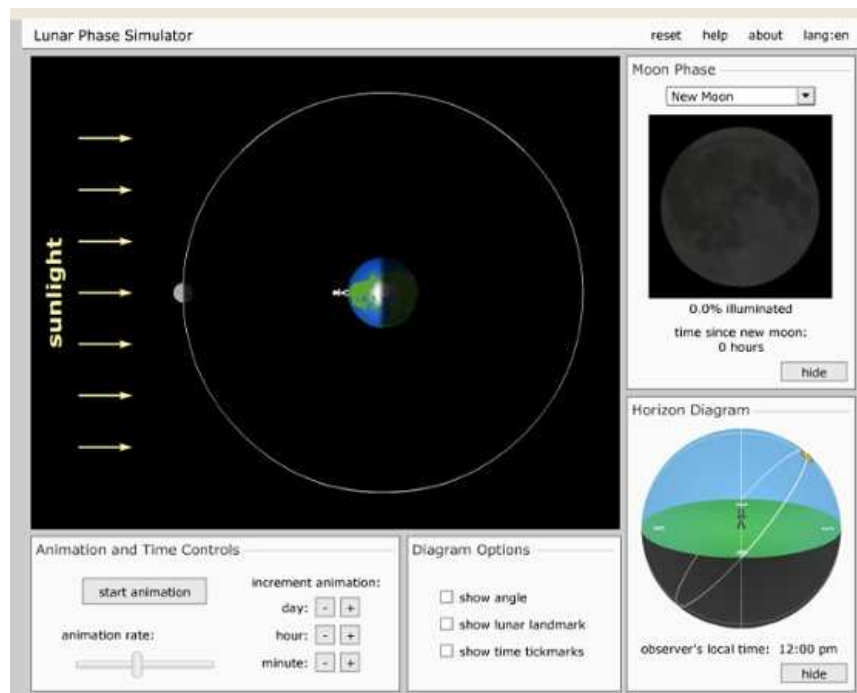 Lunar Phase Simulator
reset help about lang:en
sunlight
Moon Phase
New Moon
0.0% illuminated
time since new moon:
0 hours
hide
Horizon Diagram
observer's local time: 12:00 pm
hide
Animation and Time Controls
start animation
animation rate:
increment animation:
day: - +
hour: - +
minute: - +
Diagram Options
show angle
show lunar landmark
show time tickmarks